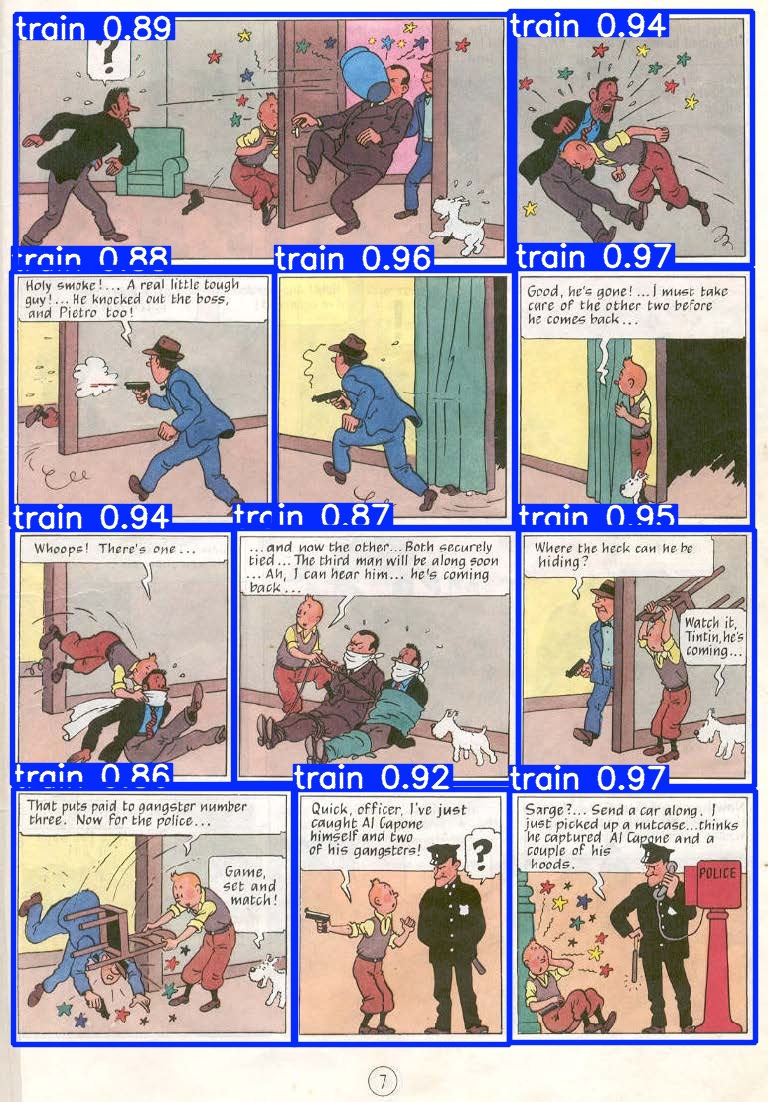 train 0.89
train 0.94
?
train 0.88
train 0.96
train 0.97
Holy smoke!... A real little tough
guy!... He knocked out the boss,
and Pietro too!
Good, he's gone!...I must take
care of the other two before
he comes back...
train 0.94
train 0.87
train 0.95
Whoops! There's one...
...and now the other... Both securely
tied... The third man will be along soon
... Ah, I can hear him... he's coming
back...
Where the heck can he be
hiding?
Watch it,
Tintin, he's
coming...
train 0.86
train 0.92
train 0.97
That puts paid to gangster number
three. Now for the police...
Game,
set and
match!
Quick, officer, I've just
caught Al Capone
himself and two
of his gangsters!
?
Sarge?... Send a car along. I
just picked up a nutcase...thinks
he captured Al Capone and a
couple of his
hoods.
POLICE
7